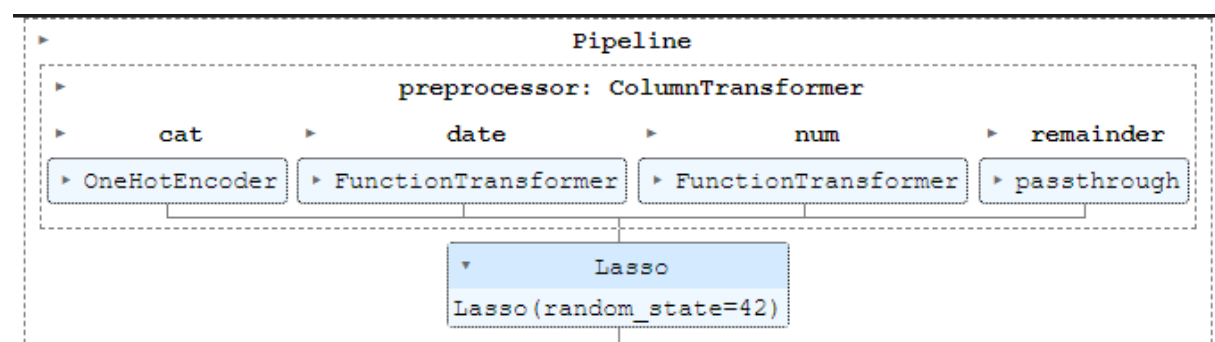 Pipeline
preprocessor: ColumnTransformer
cat date num remainder
OneHotEncoder FunctionTransformer FunctionTransformer passthrough
Lasso
Lasso(random_state=42)